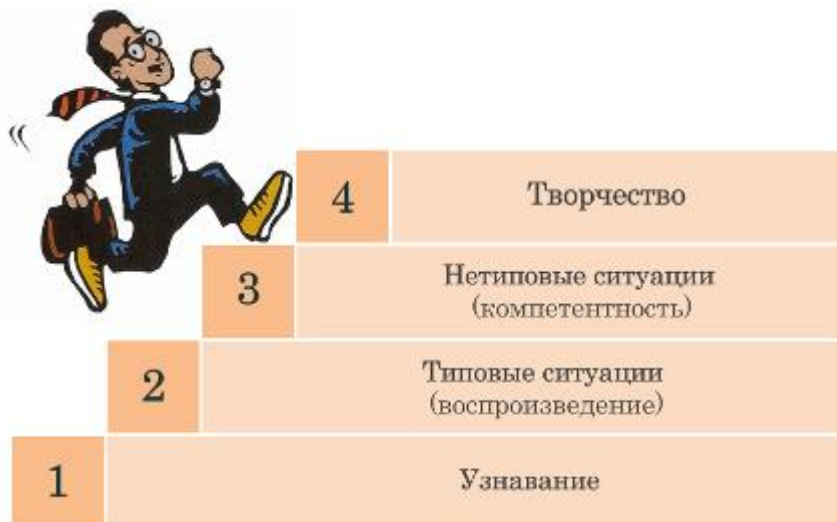 4
Творчество
3
Нетиповые ситуации
(компетентность)
2
Типовые ситуации
(воспроизведение)
1
Узнавание